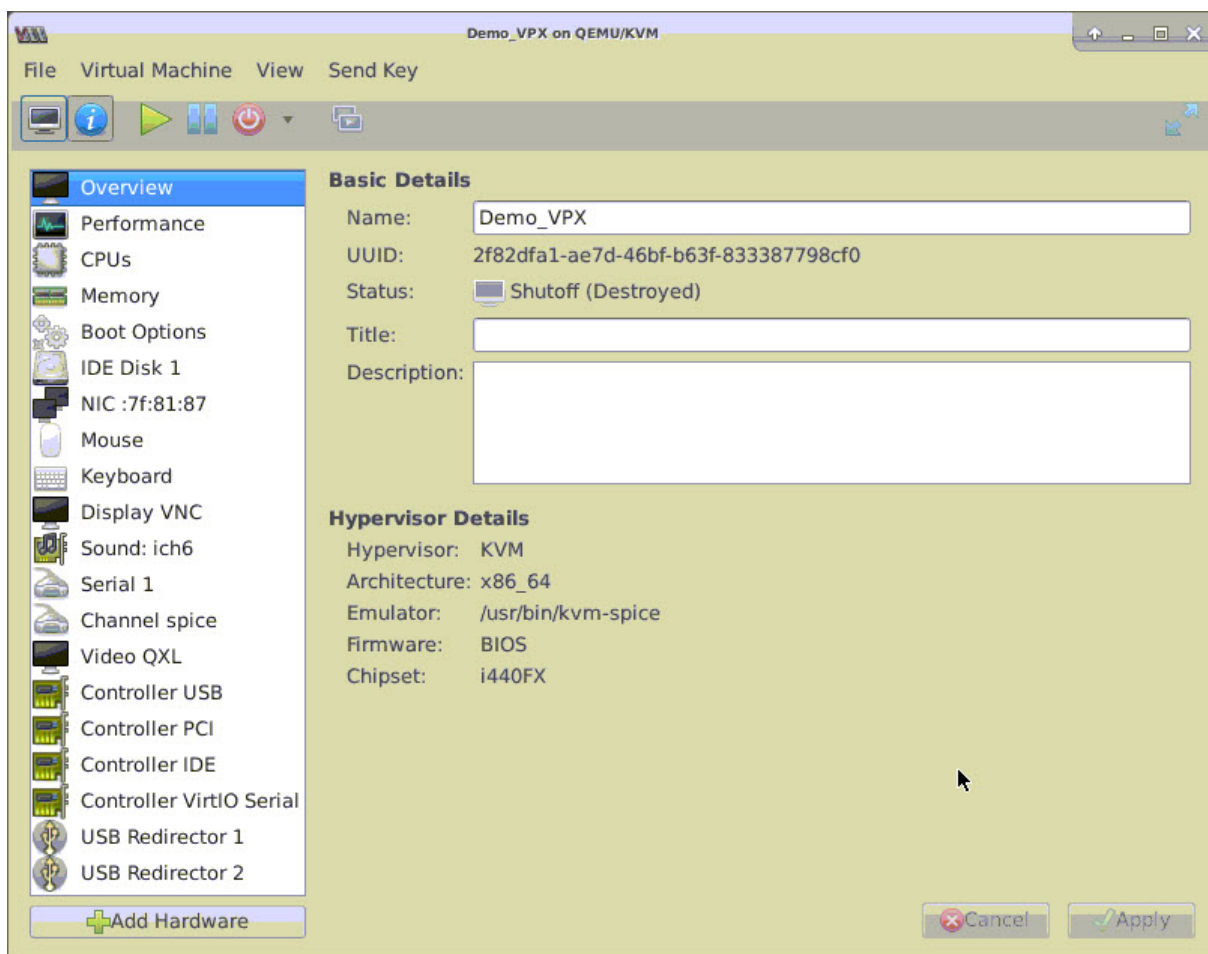 Demo_VPX on QEMU/KVM
File Virtual Machine View Send Key
Overview
Performance
CPUs
Memory
Boot Options
IDE Disk 1
NIC :7f:81:87
Mouse
Keyboard
Display VNC
Sound: ich6
Serial 1
Channel spice
Video QXL
Controller USB
Controller PCI
Controller IDE
Controller VirtIO Serial
USB Redirector 1
USB Redirector 2
Add Hardware
Basic Details
Name: Demo_VPX
UUID: 2f82dfa1-ae7d-46bf-b63f-833387798cf0
Status: Shutoff (Destroyed)
Title:
Description:
Hypervisor Details
Hypervisor: KVM
Architecture: x86_64
Emulator: /usr/bin/kvm-spice
Firmware: BIOS
Chipset: i440FX
Cancel Apply